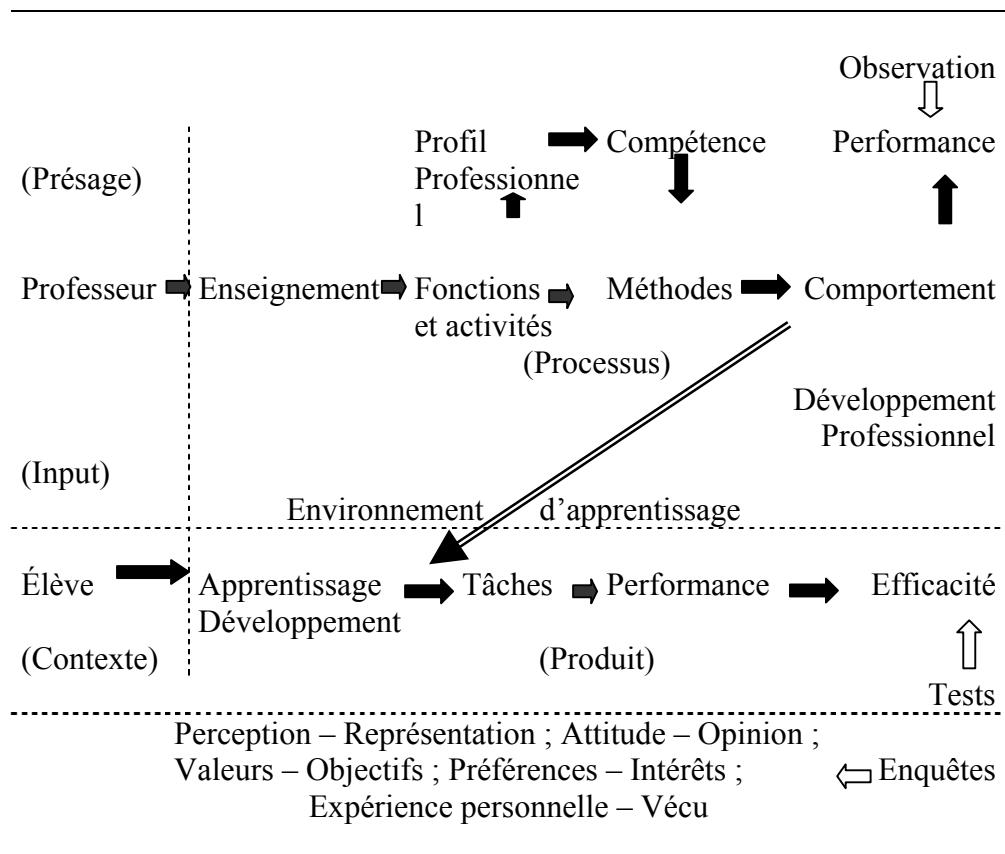 Observation
Profil Compétence Performance
(Présage) Professionne
l
Professeur Enseignement Fonctions Méthodes Comportement
et activités
(Processus)
Développement
Professionnel
(Input)
Environnement d’apprentissage
Élève Apprentissage Tâches Performance Efficacité
Développement
(Contexte) (Produit)
Tests
Perception – Représentation ; Attitude – Opinion ;
Valeurs – Objectifs ; Préférences – Intérêts ; Enquêtes
Expérience personnelle – Vécu